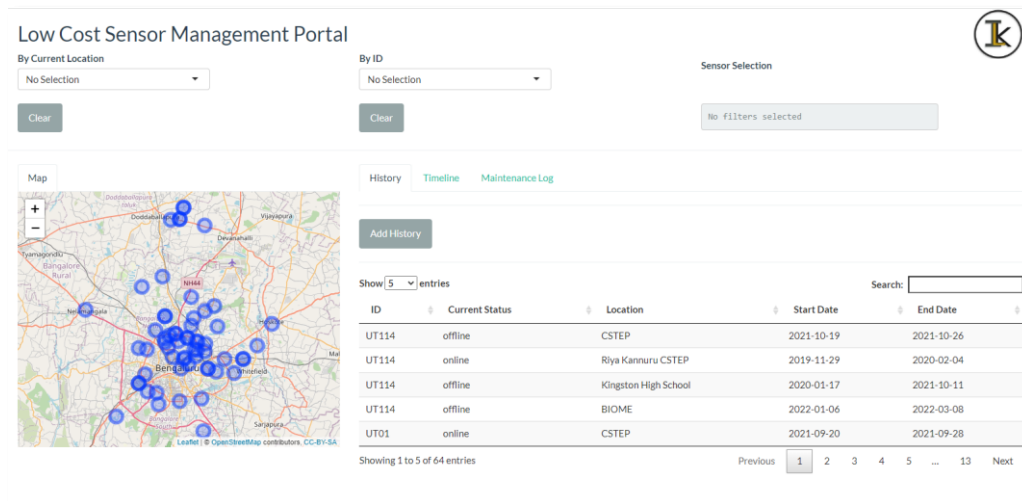 Low Cost Sensor Management Portal
By Current Location
No Selection
Clear
By ID
No Selection
Clear
Sensor Selection
No filters selected
Map
+
−
Doddaballapura
Vijayapura
Devanahalli
Tyamagondlu
Bangalore
Rural
NH44
Nelamangala
Hoskote
Bengaluru
Whitefield
Bangalore
South
Sarjapura
Leaflet | © OpenStreetMap contributors, CC-BY-SA
History Timeline Maintenance Log
Add History
Show 5 entries
Search:
ID Current Status Location Start Date End Date
UT114 offline CSTEP 2021-10-19 2021-10-26
UT114 online Riya Kannuru CSTEP 2019-11-29 2020-02-04
UT114 offline Kingston High School 2020-01-17 2021-10-11
UT114 offline BIOME 2022-01-06 2022-03-08
UT01 online CSTEP 2021-09-20 2021-09-28
Showing 1 to 5 of 64 entries
Previous 1 2 3 4 5 ... 13 Next